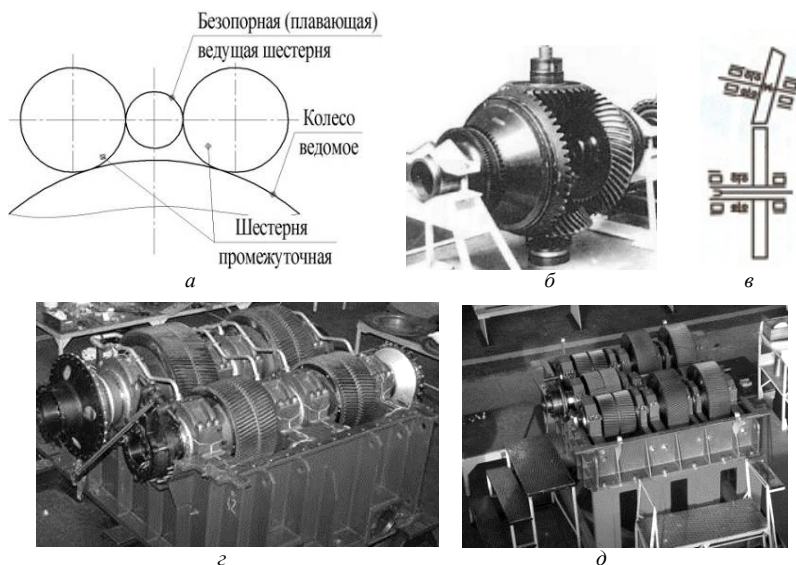 Безопорная (плавающая)
ведущая шестерня
Колесо
ведомое
Шестерня
промежуточная
а
б
в
г
д